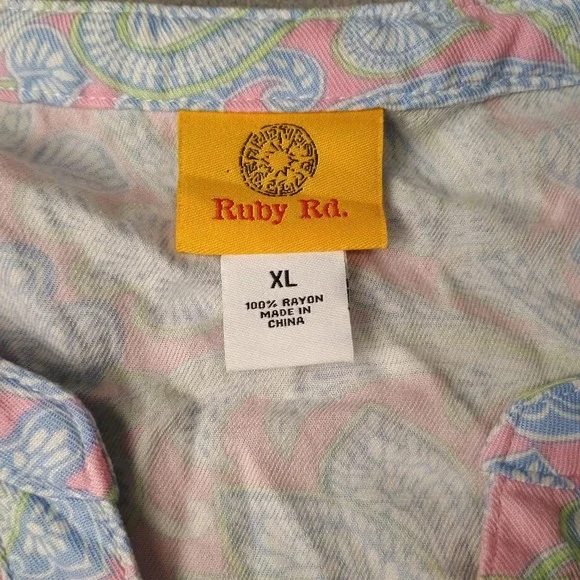 Ruby Rd.
XL
100% RAYON
MADE IN
CHINA